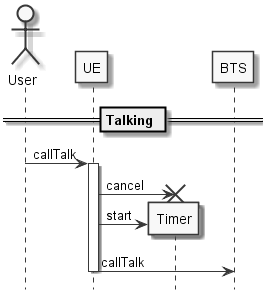 User
UE
BTS
Talking
callTalk
cancel
start
Timer
callTalk